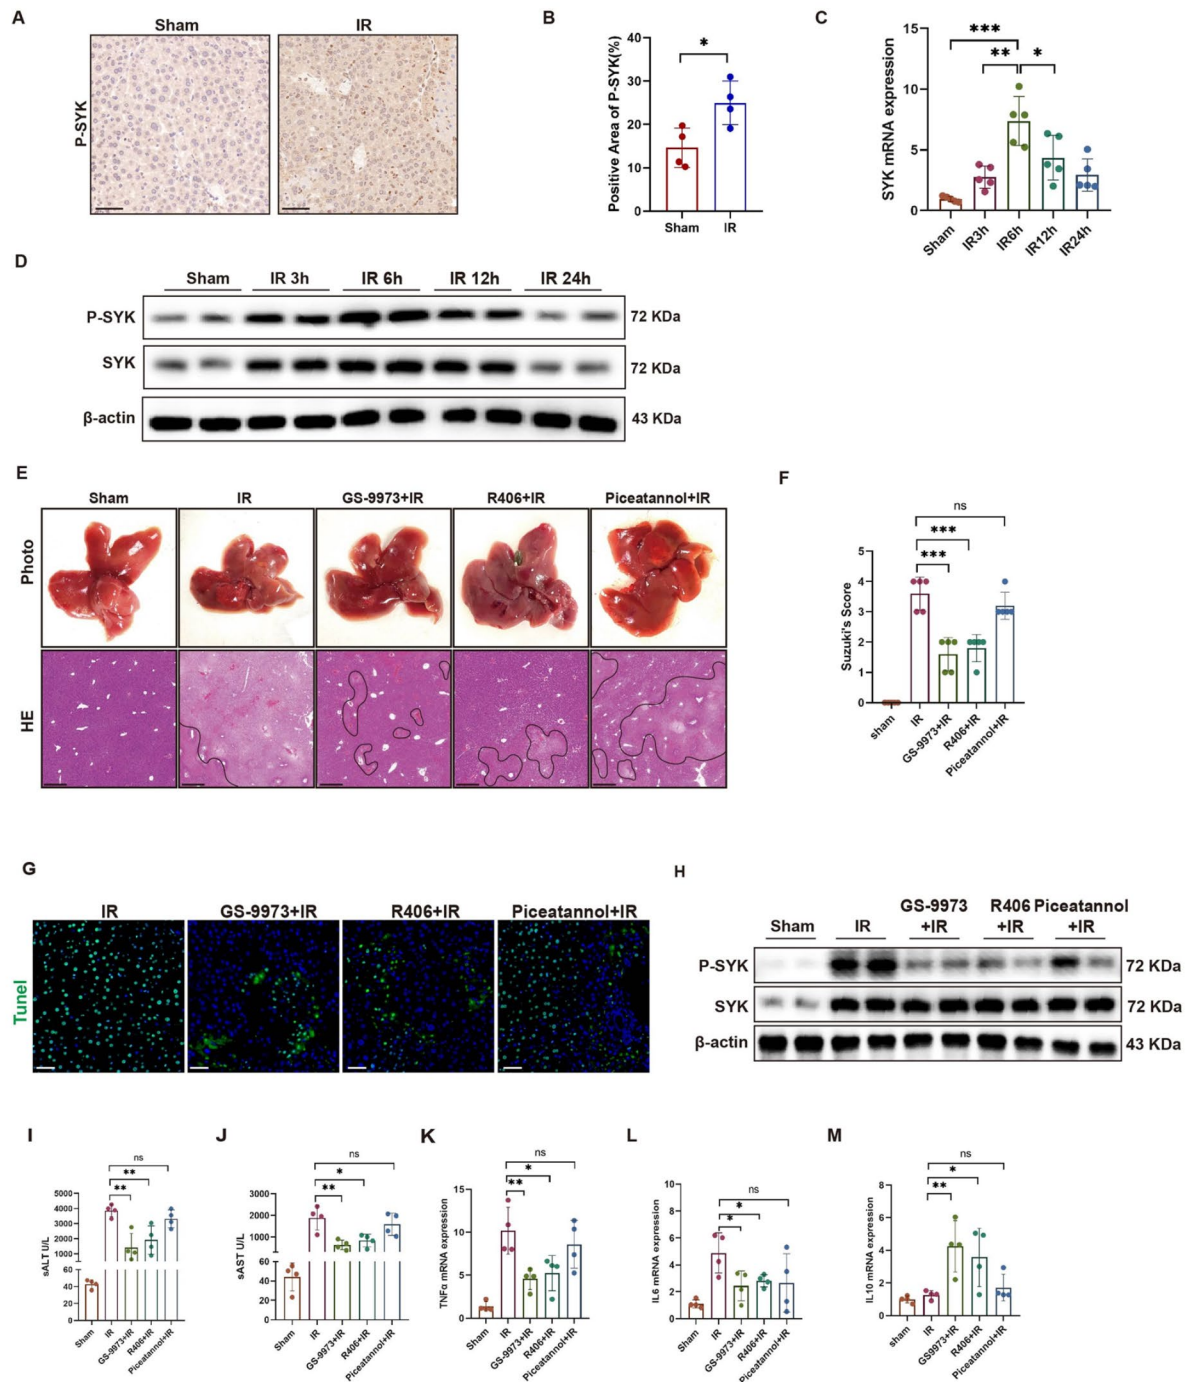 A
Sham
IR
P-SYK
B
Positive Area of P-SYK(%)
40
30
20
10
0
*
Sham
IR
C
SYK mRNA expression
15
10
5
0
***
**
*
Sham
IR3h
IR6h
IR12h
IR24h
D
Sham
IR 3h
IR 6h
IR 12h
IR 24h
P-SYK
72 KDa
SYK
72 KDa
β-actin
43 KDa
E
Sham
IR
GS-9973+IR
R406+IR
Piceatannol+IR
Photo
HE
F
Suzuki's Score
5
4
3
2
1
0
ns
***
***
sham
IR
GS-9973+IR
R406+IR
Piceatannol+IR
G
IR
GS-9973+IR
R406+IR
Piceatannol+IR
Tunel
H
Sham
IR
GS-9973
+IR
R406
+IR
Piceatannol
+IR
P-SYK
72 KDa
SYK
72 KDa
β-actin
43 KDa
I
sALT U/L
5000
4000
3000
2000
1000
60
40
20
0
ns
**
**
Sham
IR
GS-9973+IR
R406+IR
Piceatannol+IR
J
sAST U/L
3000
2000
1000
60
40
20
0
ns
*
**
Sham
IR
GS-9973+IR
R406+IR
Piceatannol+IR
K
TNFα mRNA expression
15
10
5
0
ns
*
**
Sham
IR
GS-9973+IR
R406+IR
Piceatannol+IR
L
IL6 mRNA expression
10
8
6
4
2
0
ns
*
*
Sham
IR
GS-9973+IR
R406+IR
Piceatannol+IR
M
IL10 mRNA expression
8
6
4
2
0
ns
*
**
sham
IR
GS9973+IR
R406+IR
Piceatannol+IR